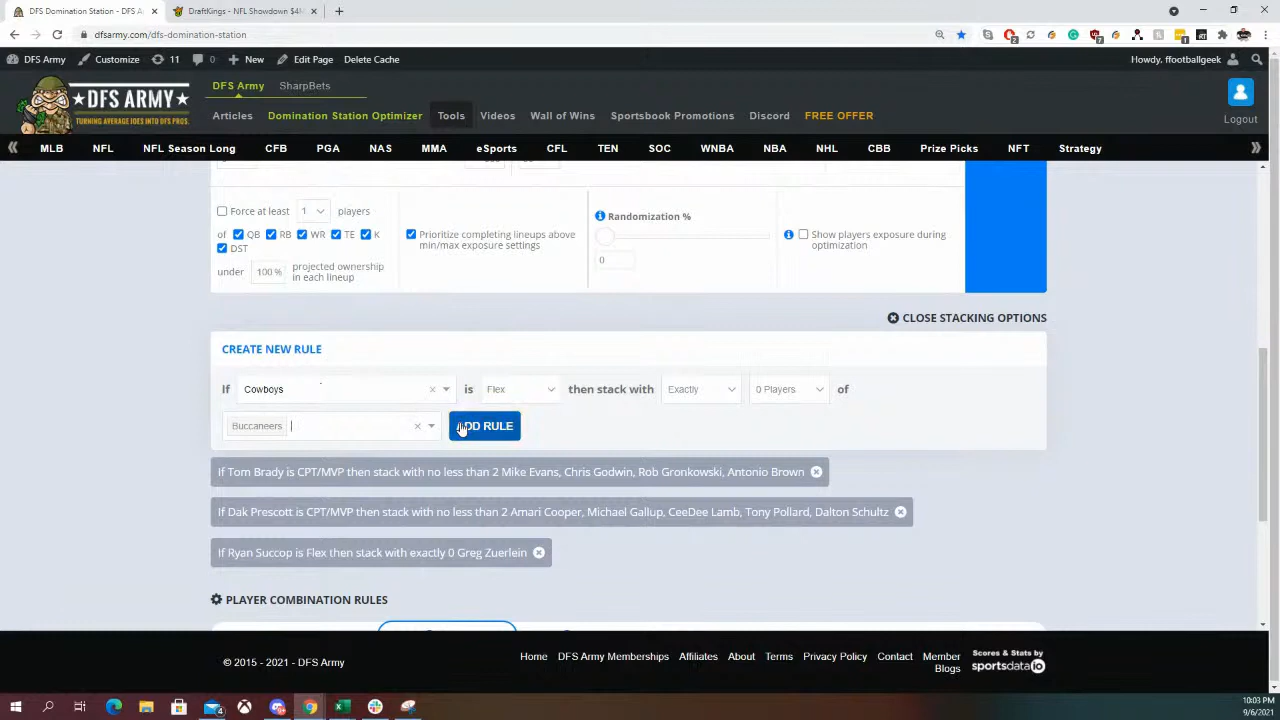 DFS Domination Station - DFS Ar
DraftKings - NFL Showdown $4M
dfsarmy.com/dfs-domination-station
DFS Army
Customize
11
0
New
Edit Page
Delete Cache
Howdy, ffootballgeek
DFS ARMY
TURNING AVERAGE JOES INTO DFS PROS.
DFS Army
SharpBets
Articles
Domination Station Optimizer
Tools
Videos
Wall of Wins
Sportsbook Promotions
Discord
FREE OFFER
Logout
MLB
NFL
NFL Season Long
CFB
PGA
NAS
MMA
eSports
CFL
TEN
SOC
WNBA
NBA
NHL
CBB
Prize Picks
NFT
Strategy
Force at least 1 players
of QB RB WR TE K
DST
under 100 % projected ownership
in each lineup
Prioritize completing lineups above
min/max exposure settings
Randomization %
0
Show players exposure during
optimization
CLOSE STACKING OPTIONS
CREATE NEW RULE
If Cowboys is Flex then stack with Exactly 0 Players of
Buccaneers ADD RULE
If Tom Brady is CPT/MVP then stack with no less than 2 Mike Evans, Chris Godwin, Rob Gronkowski, Antonio Brown
If Dak Prescott is CPT/MVP then stack with no less than 2 Amari Cooper, Michael Gallup, CeeDee Lamb, Tony Pollard, Dalton Schultz
If Ryan Succop is Flex then stack with exactly 0 Greg Zuerlein
PLAYER COMBINATION RULES
© 2015 - 2021 - DFS Army
Home
DFS Army Memberships
Affiliates
About
Terms
Privacy Policy
Contact
Member
Blogs
Scores & Stats by
sportsdata io
10:03 PM
9/6/2021